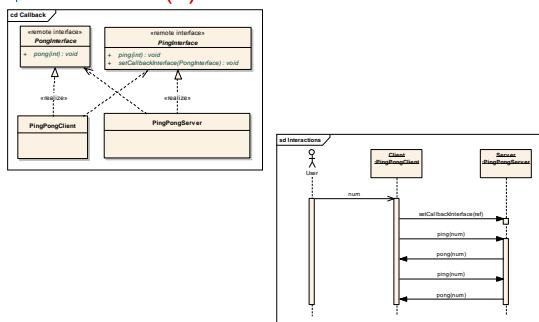 cd Callback
«remote interface»
PongInterface
+ pong(int) : void
«remote interface»
PingInterface
+ ping(int) : void
+ setCallbackInterface(PongInterface) : void
«realize»
«realize»
PingPongClient
PingPongServer
sd Interactions
User
Client
:PingPongClient
Server
:PingPongServer
num
setCallbackInterface(ref)
ping(num)
pong(num)
ping(num)
pong(num)